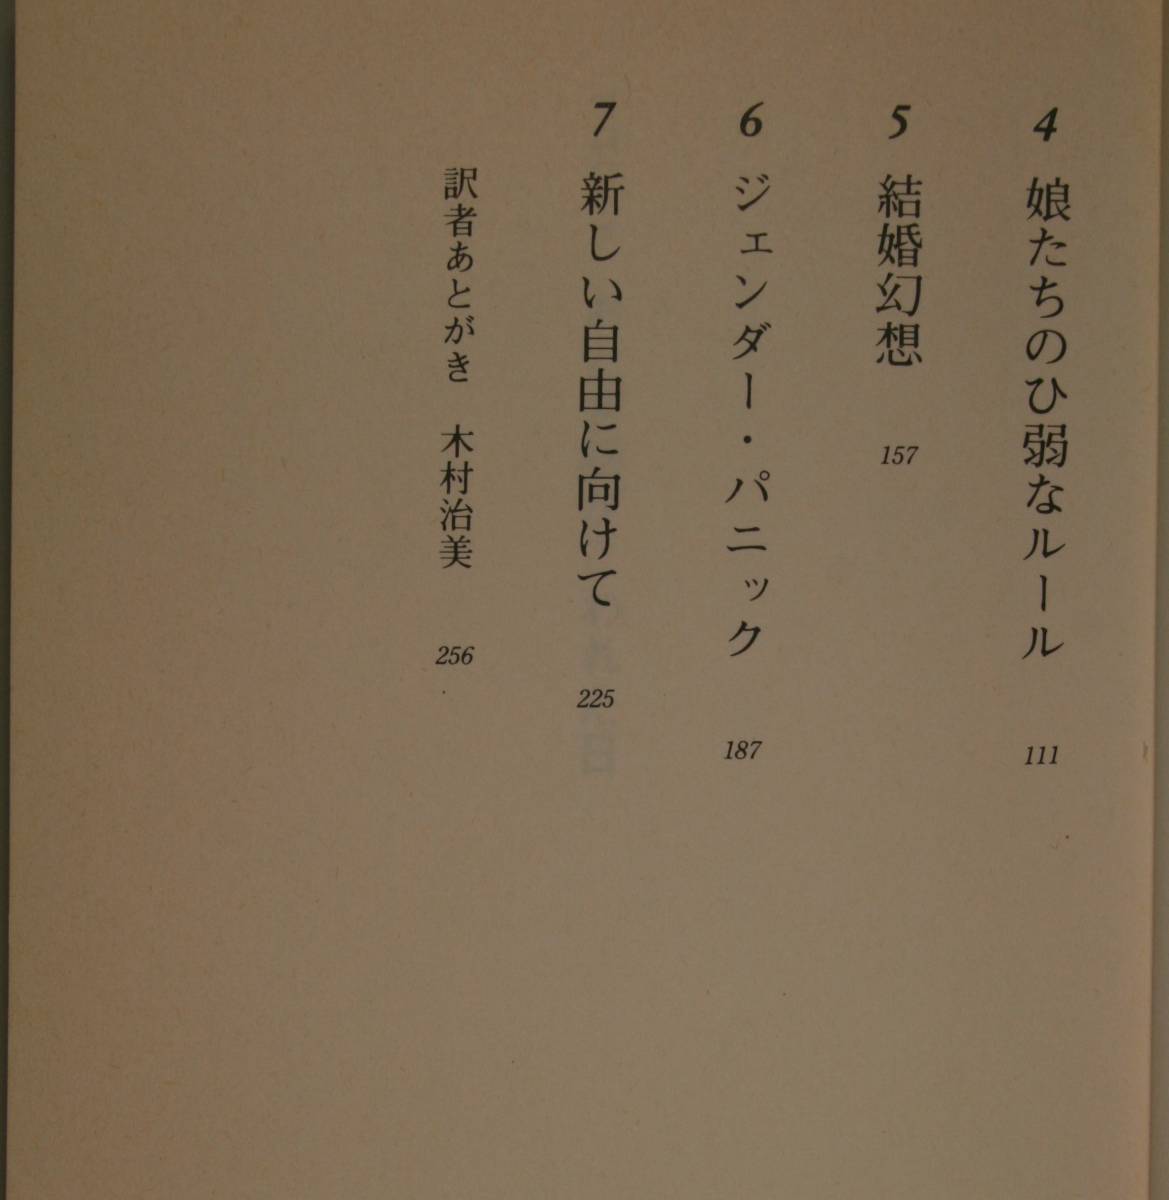 4 娘たちのひ弱なルール 111
5 結婚幻想 157
6 ジェンダー・パニック 187
7 新しい自由に向けて 225
訳者あとがき 木村治美 256